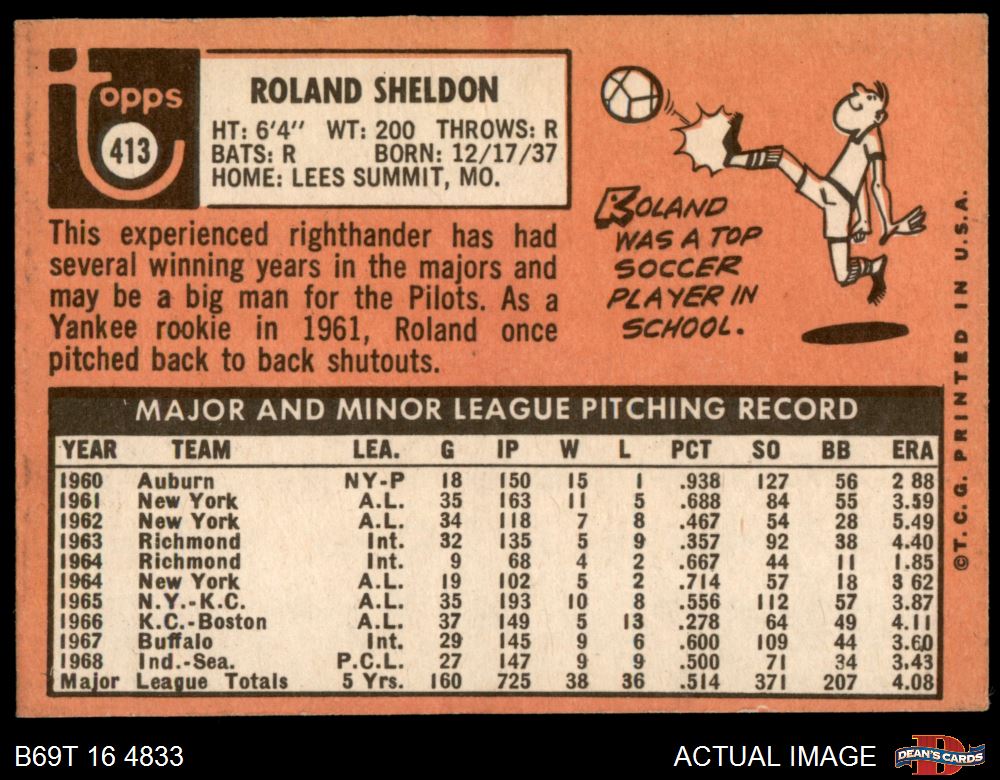 topps
413
ROLAND SHELDON
HT: 6'4" WT: 200 THROWS: R
BATS: R BORN: 12/17/37
HOME: LEES SUMMIT, MO.
This experienced righthander has had
several winning years in the majors and
may be a big man for the Pilots. As a
Yankee rookie in 1961, Roland once
pitched back to back shutouts.
ROLAND
WAS A TOP
SOCCER
PLAYER IN
SCHOOL.
MAJOR AND MINOR LEAGUE PITCHING RECORD
YEAR TEAM LEA. G IP W L PCT SO BB ERA
1960 Auburn NY-P 18 150 15 1 .938 127 56 2 88
1961 New York A.L. 35 163 11 5 .688 84 55 3.59
1962 New York A.L. 34 118 7 8 .467 54 28 5.49
1963 Richmond Int. 32 135 5 9 .357 92 38 4.40
1964 Richmond Int. 9 68 4 2 .667 44 11 1.85
1964 New York A.L. 19 102 5 2 .714 57 18 3 62
1965 N.Y.-K.C. A.L. 35 193 10 8 .556 112 57 3.87
1966 K.C.-Boston A.L. 37 149 5 13 .278 64 49 4.11
1967 Buffalo Int. 29 145 9 6 .600 109 44 3.60
1968 Ind.-Sea. P.C.L. 27 147 9 9 .500 71 34 3.43
Major League Totals 5 Yrs. 160 725 38 36 .514 371 207 4.08
©T. C. G. PRINTED IN U.S.A.
B69T 16 4833
ACTUAL IMAGE
D
DEAN'S CARDS